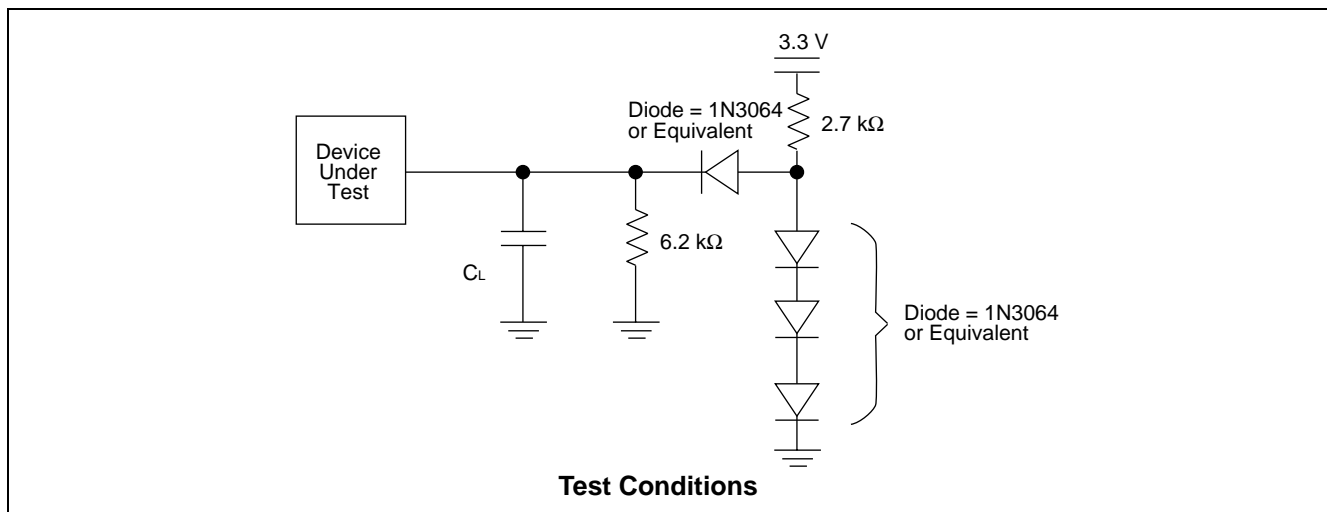 3.3 V
Diode = 1N3064
or Equivalent
2.7 kΩ
Device
Under
Test
6.2 kΩ
CL
Diode = 1N3064
or Equivalent
Test Conditions